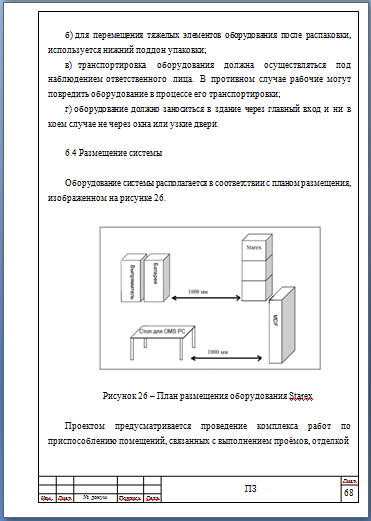 б) для перемещения тяжелых элементов оборудования после распаковки,
используется нижний поддон упаковки;
в) транспортировка оборудования должна осуществляться под
наблюдением ответственного лица. В противном случае рабочие могут
повредить оборудование в процессе его транспортировки;
г) оборудование должно заноситься в здание через главный вход и ни в
коем случае не через окна или узкие двери.
6.4 Размещение системы
Оборудование системы располагается в соответствии с планом размещения,
изображенном на рисунке 26.
Выпрямитель
Батарея
Starex
1000 мм
MDF
Стол для OMS PC
1000 мм
Рисунок 26 – План размещения оборудования Starex
Проектом предусматривается проведение комплекса работ по
приспособлению помещений, связанных с выполнением проёмов, отделкой
Изм. Лист. № докум. Подпись Дата.
ПЗ
Лист.
68